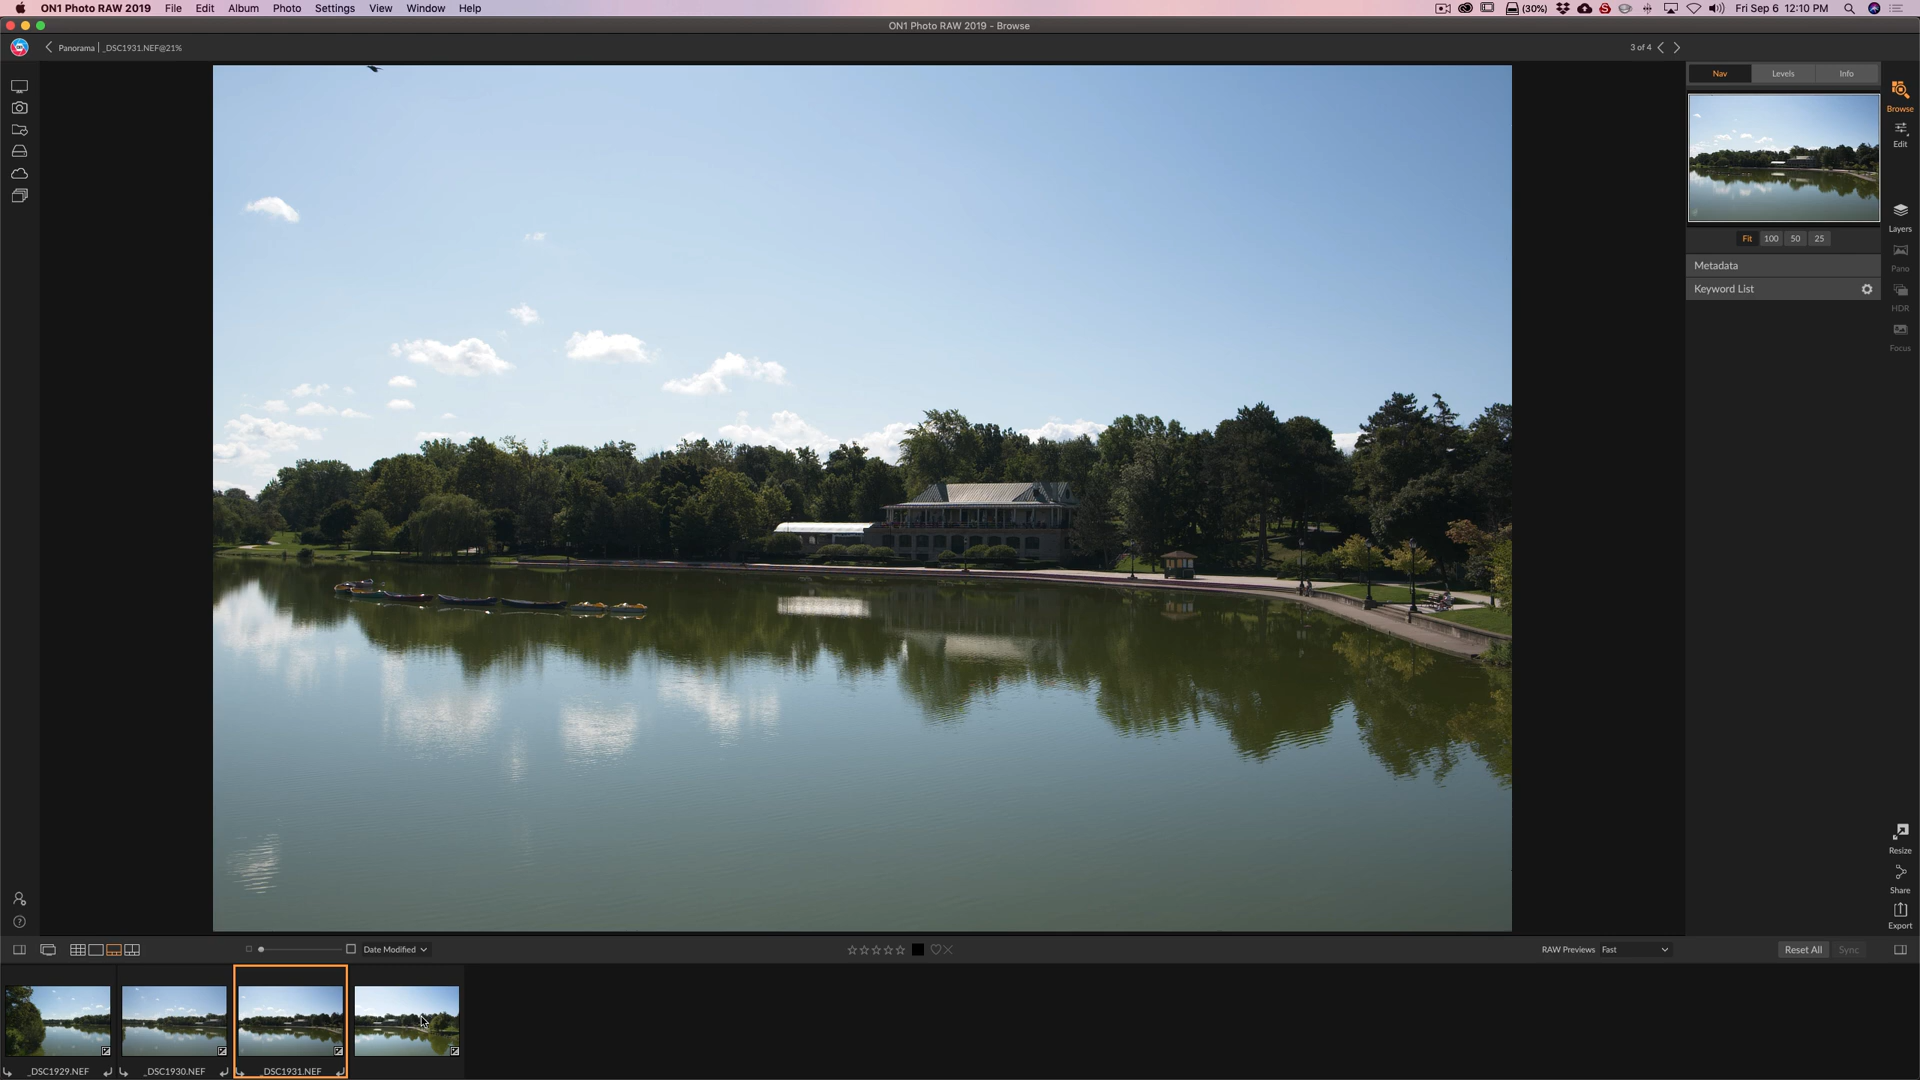 ON1 Photo RAW 2019 File Edit Album Photo Settings View Window Help (30%) Fri Sep 6 12:10 PM
ON1 Photo RAW 2019 - Browse
Panorama | _DSC1931.NEF@21% 3 of 4
Nav Levels Info
Browse
Edit
Layers
Fit 100 50 25
Metadata
Pano
Keyword List
HDR
Focus
Resize
Share
Export
Date Modified RAW Previews Fast Reset All Sync
_DSC1929.NEF _DSC1930.NEF _DSC1931.NEF